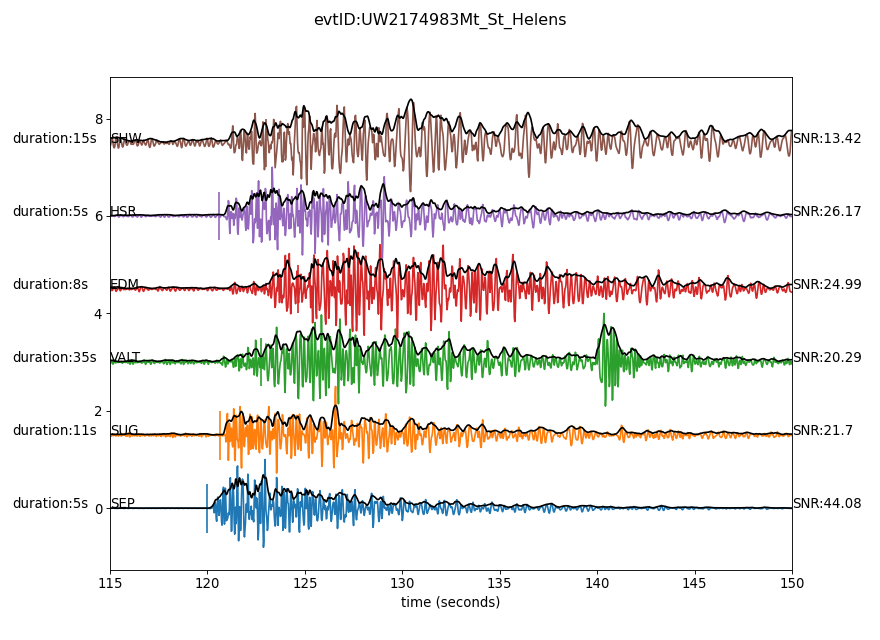 evtID:UW2174983Mt_St_Helens
8
duration:15s SHW SNR:13.42
duration:5s HSR SNR:26.17
6
duration:8s EDM SNR:24.99
4
duration:35s VALT SNR:20.29
2
duration:11s SUG SNR:21.7
duration:5s SEP SNR:44.08
0
115 120 125 130 135 140 145 150
time (seconds)